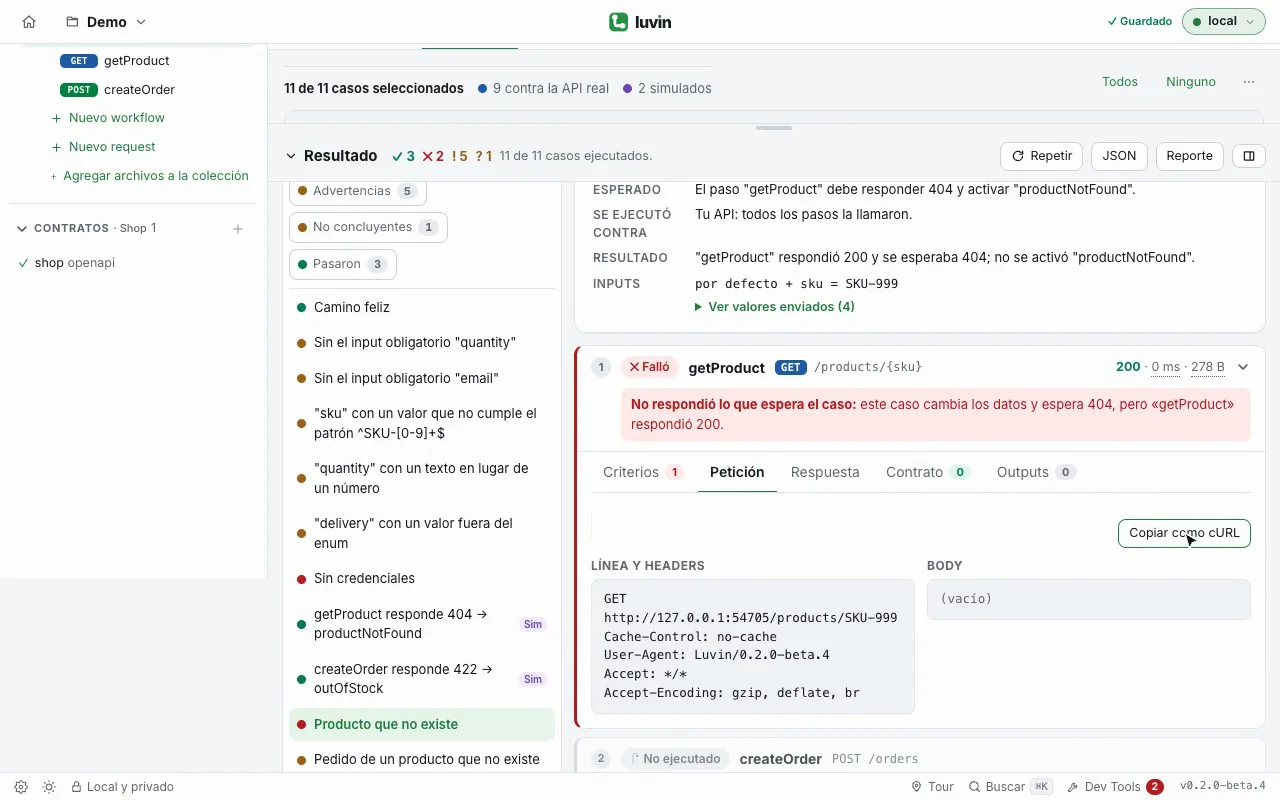 Demo
luvin
Guardado
local
GET getProduct
POST createOrder
+ Nuevo workflow
+ Nuevo request
+ Agregar archivos a la colección
CONTRATOS · Shop 1 +
shop openapi
11 de 11 casos seleccionados 9 contra la API real 2 simulados
Todos Ninguno ···
Resultado ✓ 3 ✕ 2 ! 5 ? 1 11 de 11 casos ejecutados.
Repetir JSON Reporte
Advertencias 5
No concluyentes 1
Pasaron 3
Camino feliz
Sin el input obligatorio "quantity"
Sin el input obligatorio "email"
"sku" con un valor que no cumple el
patrón ^SKU-[0-9]+$
"quantity" con un texto en lugar de
un número
"delivery" con un valor fuera del
enum
Sin credenciales
getProduct responde 404 →
productNotFound Sim
createOrder responde 422 →
outOfStock Sim
Producto que no existe
Pedido de un producto que no existe
ESPERADO El paso "getProduct" debe responder 404 y activar "productNotFound".
SE EJECUTÓ CONTRA Tu API: todos los pasos la llamaron.
RESULTADO "getProduct" respondió 200 y se esperaba 404; no se activó "productNotFound".
INPUTS por defecto + sku = SKU-999
Ver valores enviados (4)
1 ✕ Falló getProduct GET /products/{sku} 200 · 0 ms · 278 B
No respondió lo que espera el caso: este caso cambia los datos y espera 404, pero «getProduct»
respondió 200.
Criterios 1 Petición Respuesta Contrato 0 Outputs 0
Copiar como cURL
LÍNEA Y HEADERS
GET
http://127.0.0.1:54705/products/SKU-999
Cache-Control: no-cache
User-Agent: Luvin/0.2.0-beta.4
Accept: */*
Accept-Encoding: gzip, deflate, br
BODY
(vacío)
2 No ejecutado createOrder POST /orders
Local y privado
Tour Buscar ⌘K Dev Tools 2 v0.2.0-beta.4